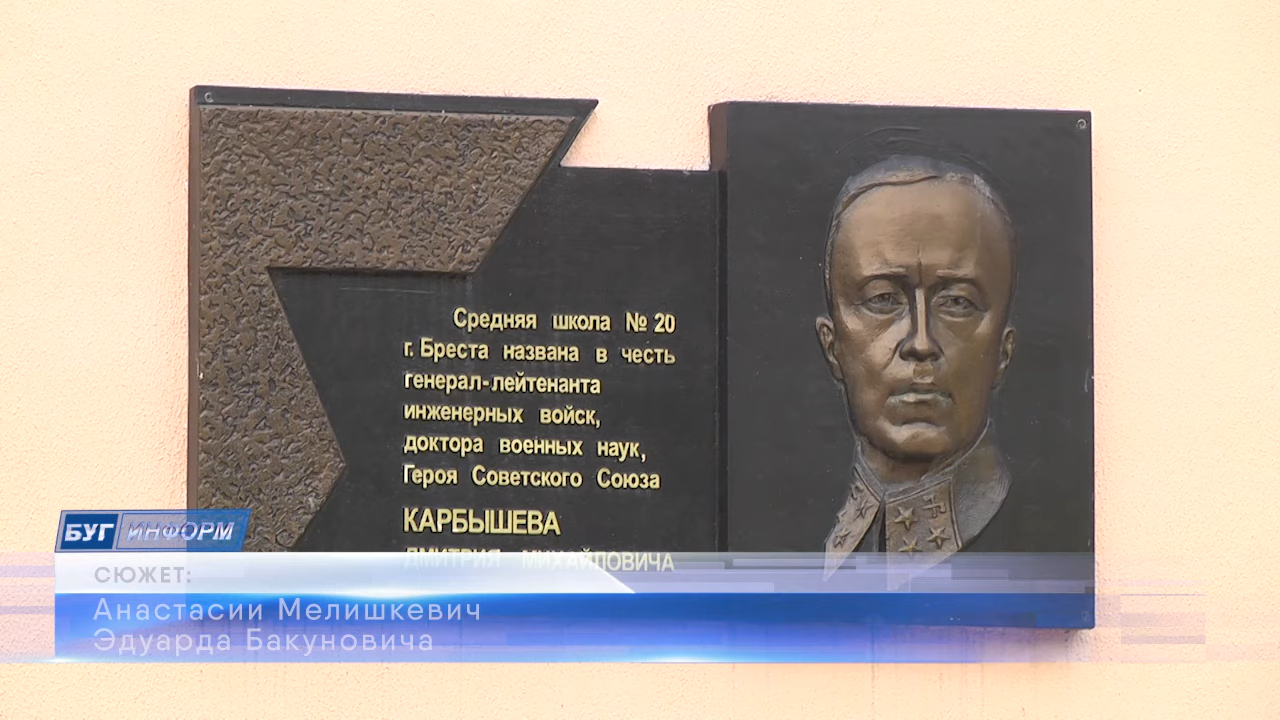 Средняя школа № 20
г. Бреста названа в честь
генерал-лейтенанта
инженерных войск,
доктора военных наук,
Героя Советского Союза
КАРБЫШЕВА
ДМИТРИЯ МИХАЙЛОВИЧА
БУГ ИНФОРМ
СЮЖЕТ:
Анастасии Мелишкевич
Эдуарда Бакуновича